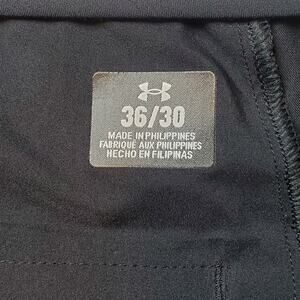 36/30
MADE IN PHILIPPINES
FABRIQUÉ AUX PHILIPPINES
HECHO EN FILIPINAS